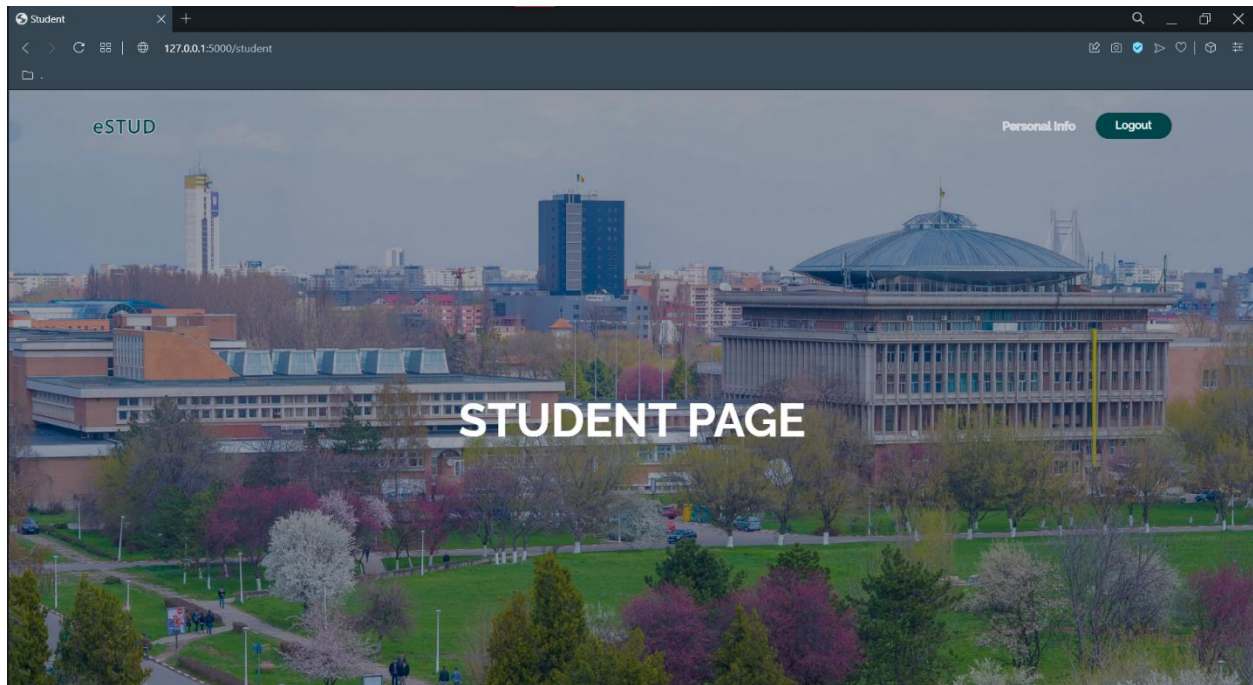 Student
127.0.0.1:5000/student
.
eSTUD
Personal Info
Logout
STUDENT PAGE